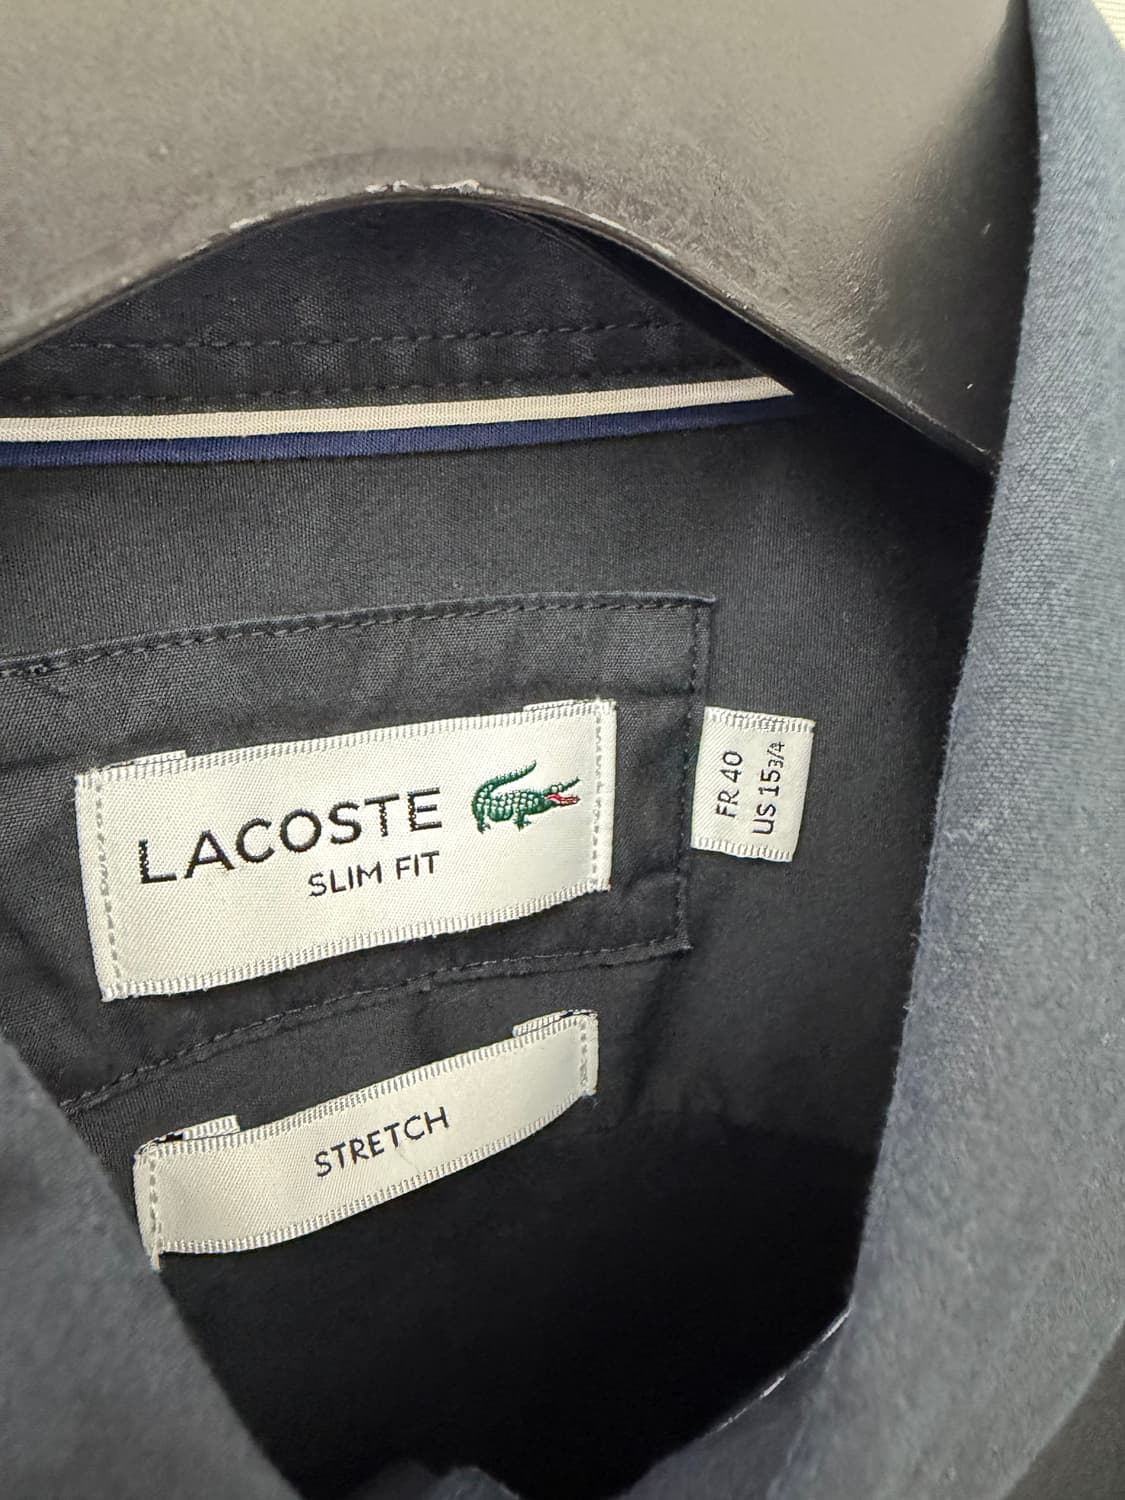 LACOSTE
SLIM FIT
FR 40
US 15 3/4
STRETCH